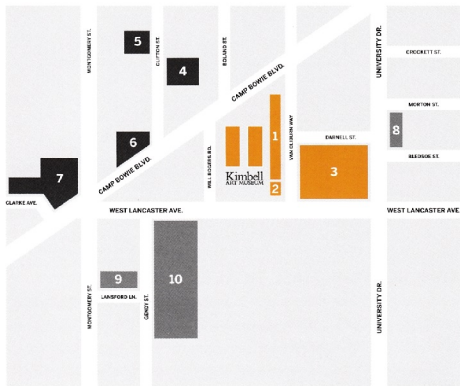 MONTGOMERY ST.
CLIFTON ST.
BOLAND ST.
UNIVERSITY DR.
5
4
CROCKETT ST.
CAMP BOWIE BLVD.
MORTON ST.
1
VAN CLIBURN WAY
8
6
DARNELL ST.
WILL ROGERS RD.
BLEDSOE ST.
CAMP BOWIE BLVD.
7
Kimbell
ART MUSEUM
3
2
CLARKE AVE.
WEST LANCASTER AVE.
WEST LANCASTER AVE.
9
10
LANSFORD LN.
MONTGOMERY ST.
GENDY ST.
UNIVERSITY DR.